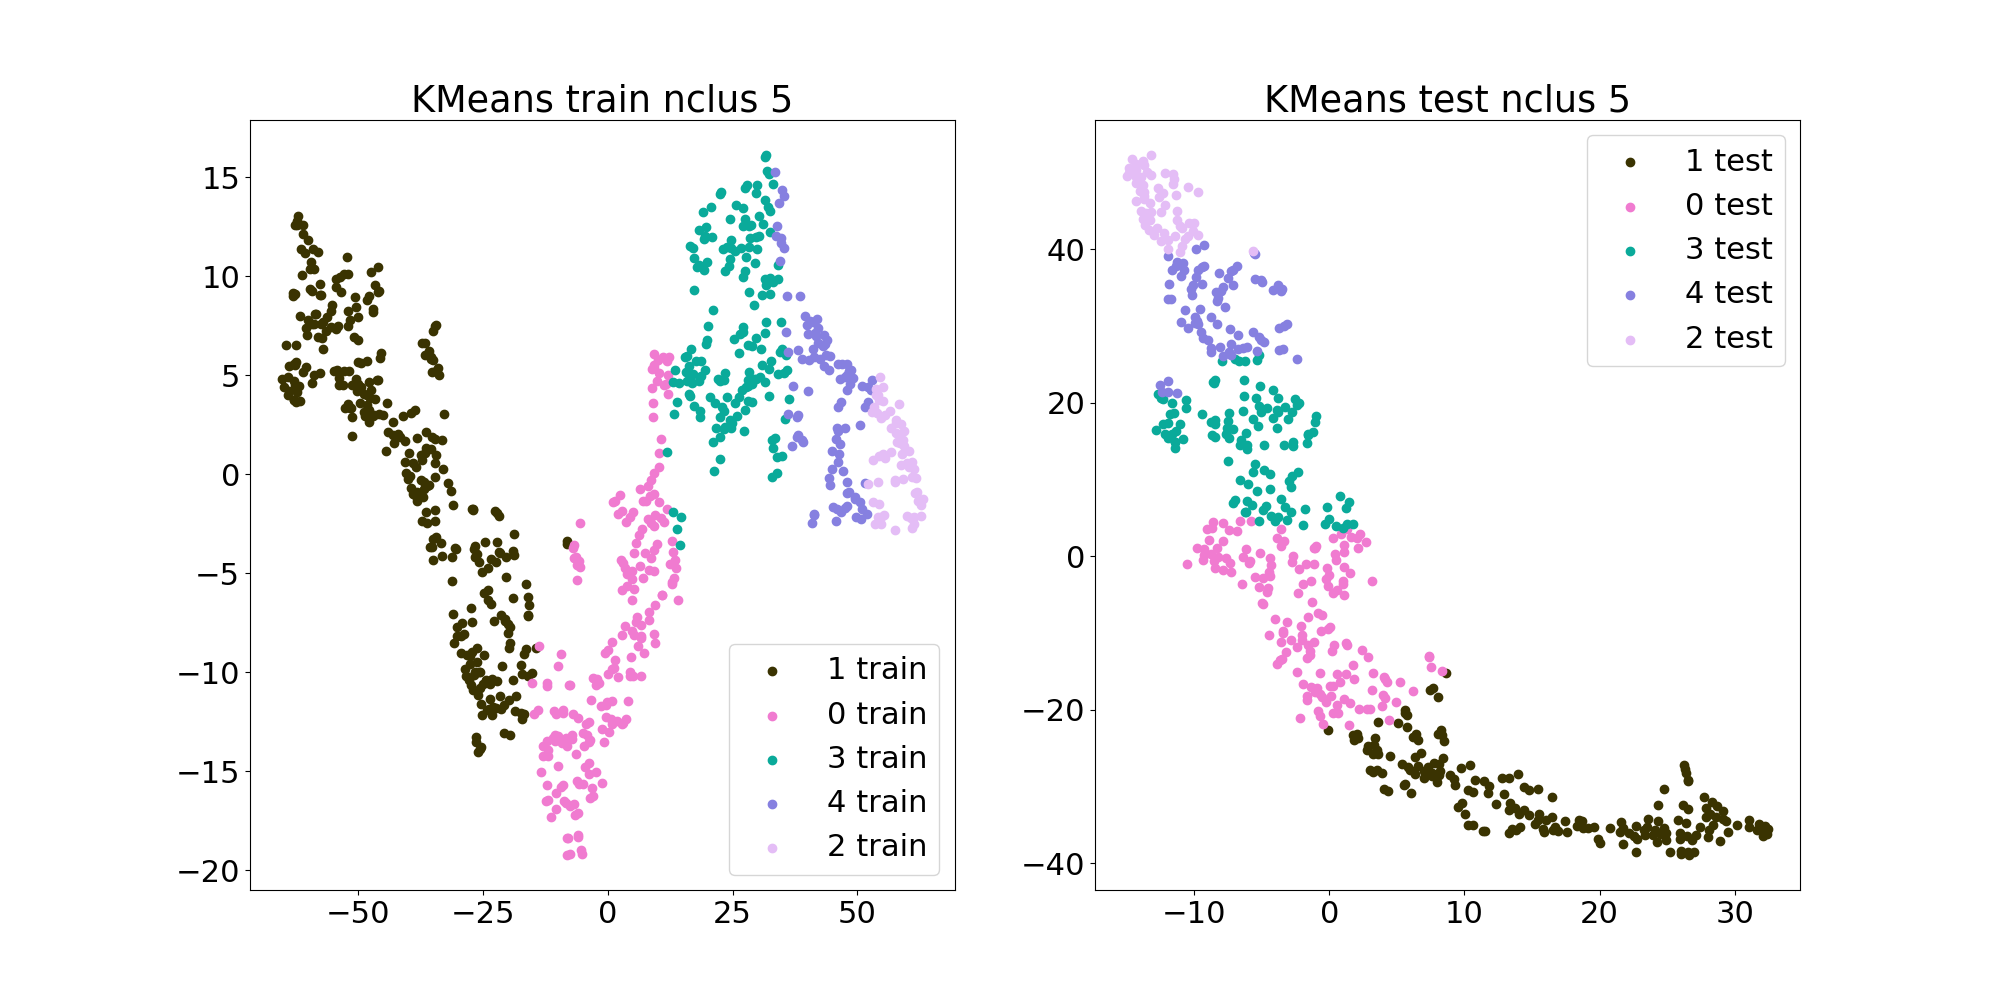 KMeans train nclus 5
15
10
5
0
−5
−10
−15
−20
−50
−25
0
25
50
1 train
0 train
3 train
4 train
2 train
KMeans test nclus 5
40
20
0
−20
−40
−10
0
10
20
30
1 test
0 test
3 test
4 test
2 test